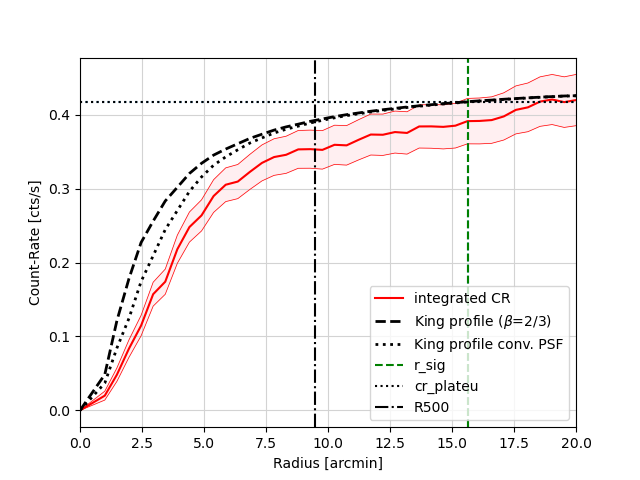 Count-Rate [cts/s]
0.4
0.3
0.2
0.1
0.0
integrated CR
King profile (β=2/3)
King profile conv. PSF
r_sig
cr_plateu
R500
0.0 2.5 5.0 7.5 10.0 12.5 15.0 17.5 20.0
Radius [arcmin]